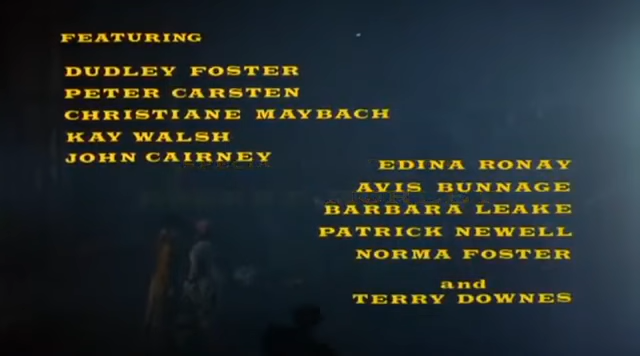 FEATURING
DUDLEY FOSTER
PETER CARSTEN
CHRISTIANE MAYBACH
KAY WALSH
JOHN CAIRNEY
EDINA RONAY
AVIS BUNNAGE
BARBARA LEAKE
PATRICK NEWELL
NORMA FOSTER
and
TERRY DOWNES